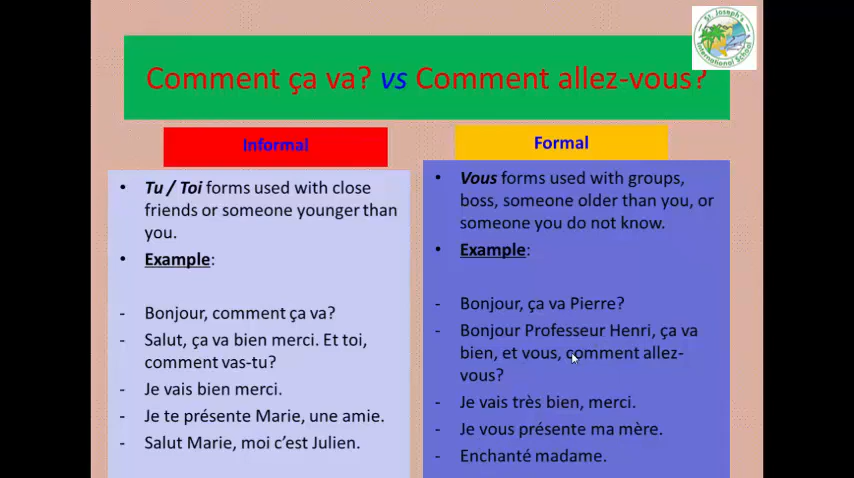 St. Joseph's
International School
Comment ça va? vs Comment allez-vous?
Informal
Tu / Toi forms used with close
friends or someone younger than
you.
Example:
- Bonjour, comment ça va?
- Salut, ça va bien merci. Et toi,
comment vas-tu?
- Je vais bien merci.
- Je te présente Marie, une amie.
- Salut Marie, moi c'est Julien.
Formal
Vous forms used with groups,
boss, someone older than you, or
someone you do not know.
Example:
- Bonjour, ça va Pierre?
- Bonjour Professeur Henri, ça va
bien, et vous, comment allez-
vous?
- Je vais très bien, merci.
- Je vous présente ma mère.
- Enchanté madame.